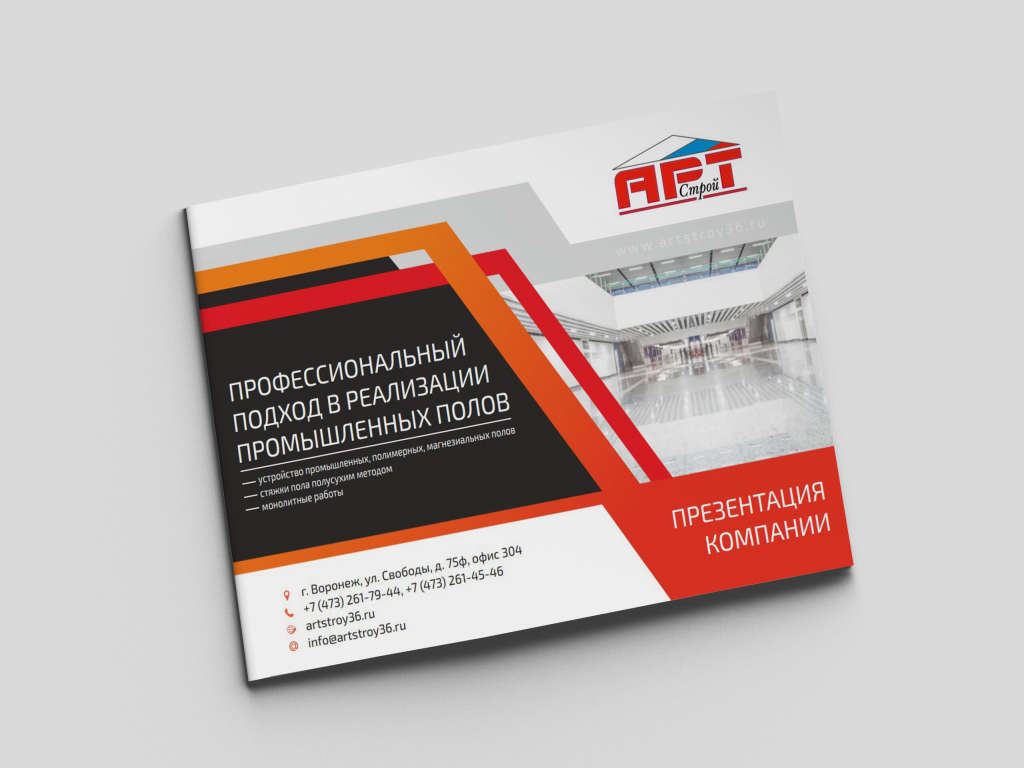 АРТ
Строй
www.artstroy36.ru
ПРОФЕССИОНАЛЬНЫЙ
ПОДХОД В РЕАЛИЗАЦИИ
ПРОМЫШЛЕННЫХ ПОЛОВ
— устройство промышленных, полимерных, магнезиальных полов
— стяжки пола полусухим методом
— монолитные работы
ПРЕЗЕНТАЦИЯ
КОМПАНИИ
г. Воронеж, ул. Свободы, д. 75ф, офис 304
+7 (473) 261-79-44, +7 (473) 261-45-46
artstroy36.ru
info@artstroy36.ru